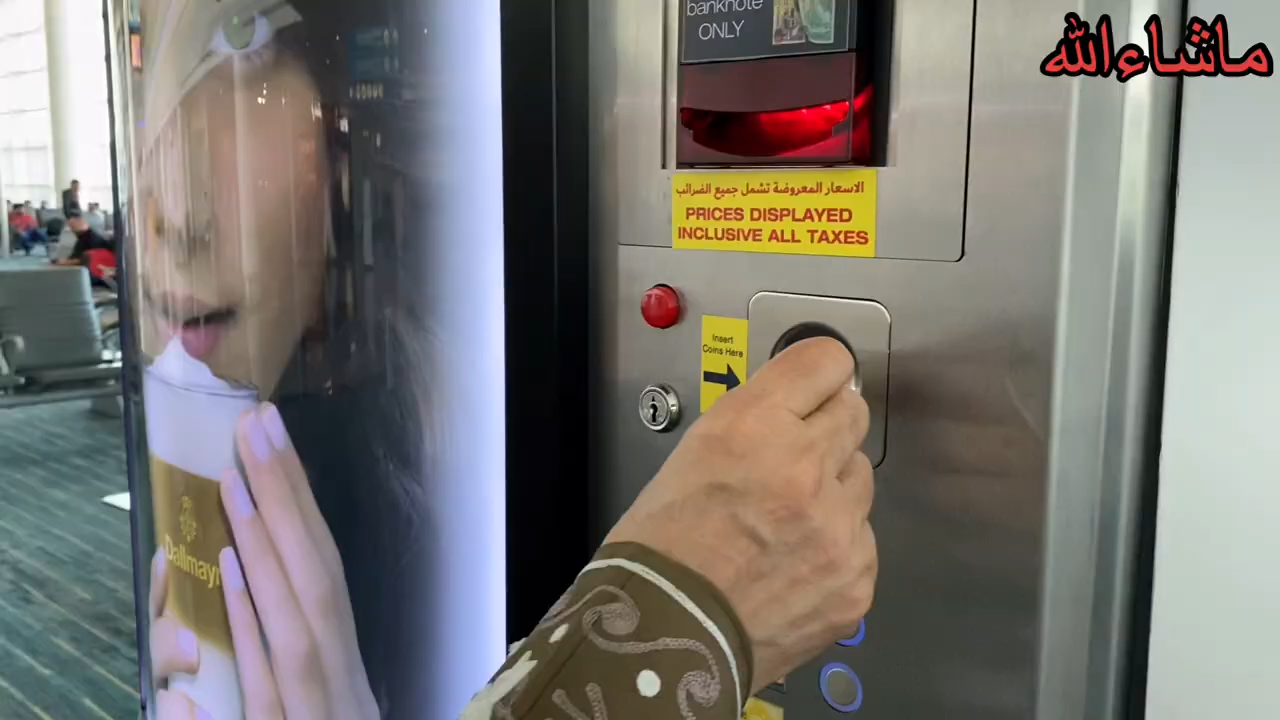 banknote
ONLY
ماشاءالله
الاسعار المعروضة تشمل جميع الضرائب
PRICES DISPLAYED
INCLUSIVE ALL TAXES
Insert
Coins Here
Dallmayr